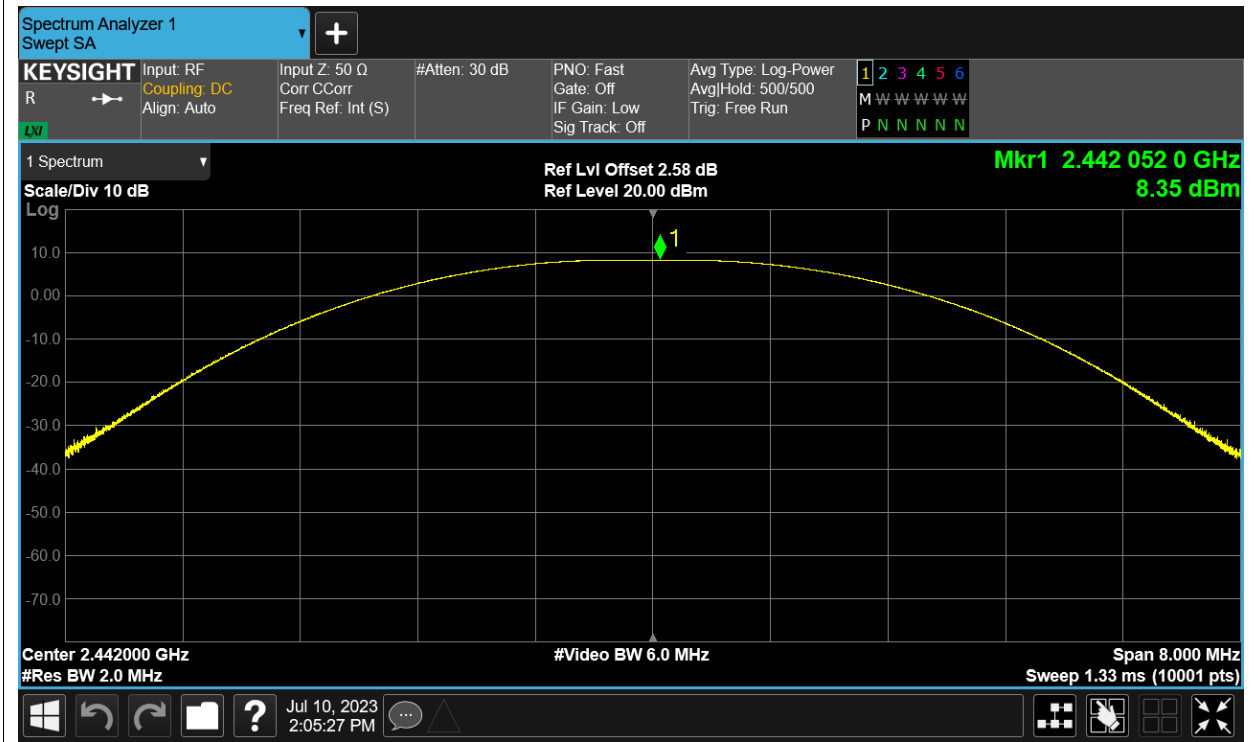 Spectrum Analyzer 1
Swept SA
KEYSIGHT
R
LXI
Input: RF
Coupling: DC
Align: Auto
Input Z: 50 Ω
Corr CCorr
Freq Ref: Int (S)
#Atten: 30 dB
PNO: Fast
Gate: Off
IF Gain: Low
Sig Track: Off
Avg Type: Log-Power
Avg|Hold: 500/500
Trig: Free Run
1 2 3 4 5 6
M W W W W W
P N N N N N
1 Spectrum
Scale/Div 10 dB
Log
Ref Lvl Offset 2.58 dB
Ref Level 20.00 dBm
Mkr1 2.442 052 0 GHz
8.35 dBm
1
10.0
0.00
-10.0
-20.0
-30.0
-40.0
-50.0
-60.0
-70.0
Center 2.442000 GHz
#Res BW 2.0 MHz
#Video BW 6.0 MHz
Span 8.000 MHz
Sweep 1.33 ms (10001 pts)
?
Jul 10, 2023
2:05:27 PM